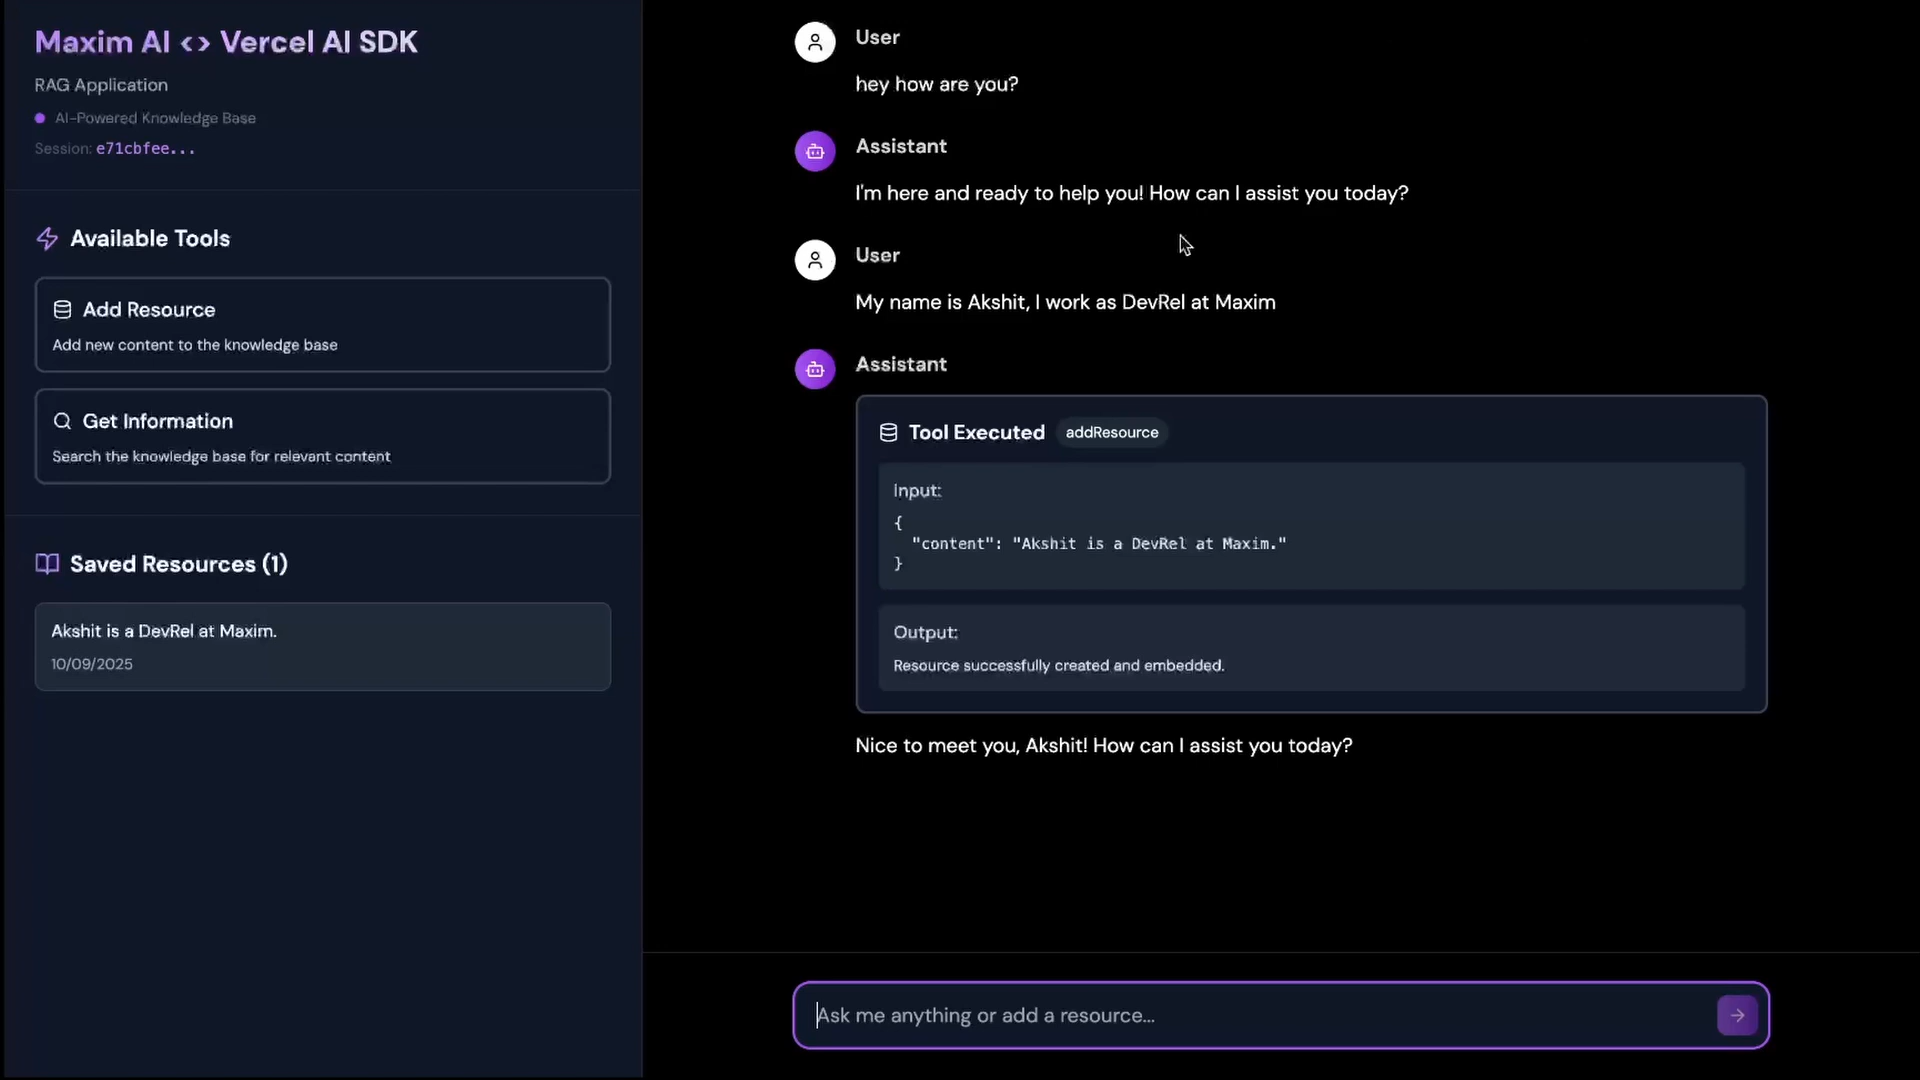 Maxim AI <> Vercel AI SDK
RAG Application
AI-Powered Knowledge Base
Session: e71cbfee...
Available Tools
Add Resource
Add new content to the knowledge base
Get Information
Search the knowledge base for relevant content
Saved Resources (1)
Akshit is a DevRel at Maxim.
10/09/2025
User
hey how are you?
Assistant
I'm here and ready to help you! How can I assist you today?
User
My name is Akshit, I work as DevRel at Maxim
Assistant
Tool Executed addResource
Input:
{
"content": "Akshit is a DevRel at Maxim."
}
Output:
Resource successfully created and embedded.
Nice to meet you, Akshit! How can I assist you today?
Ask me anything or add a resource...